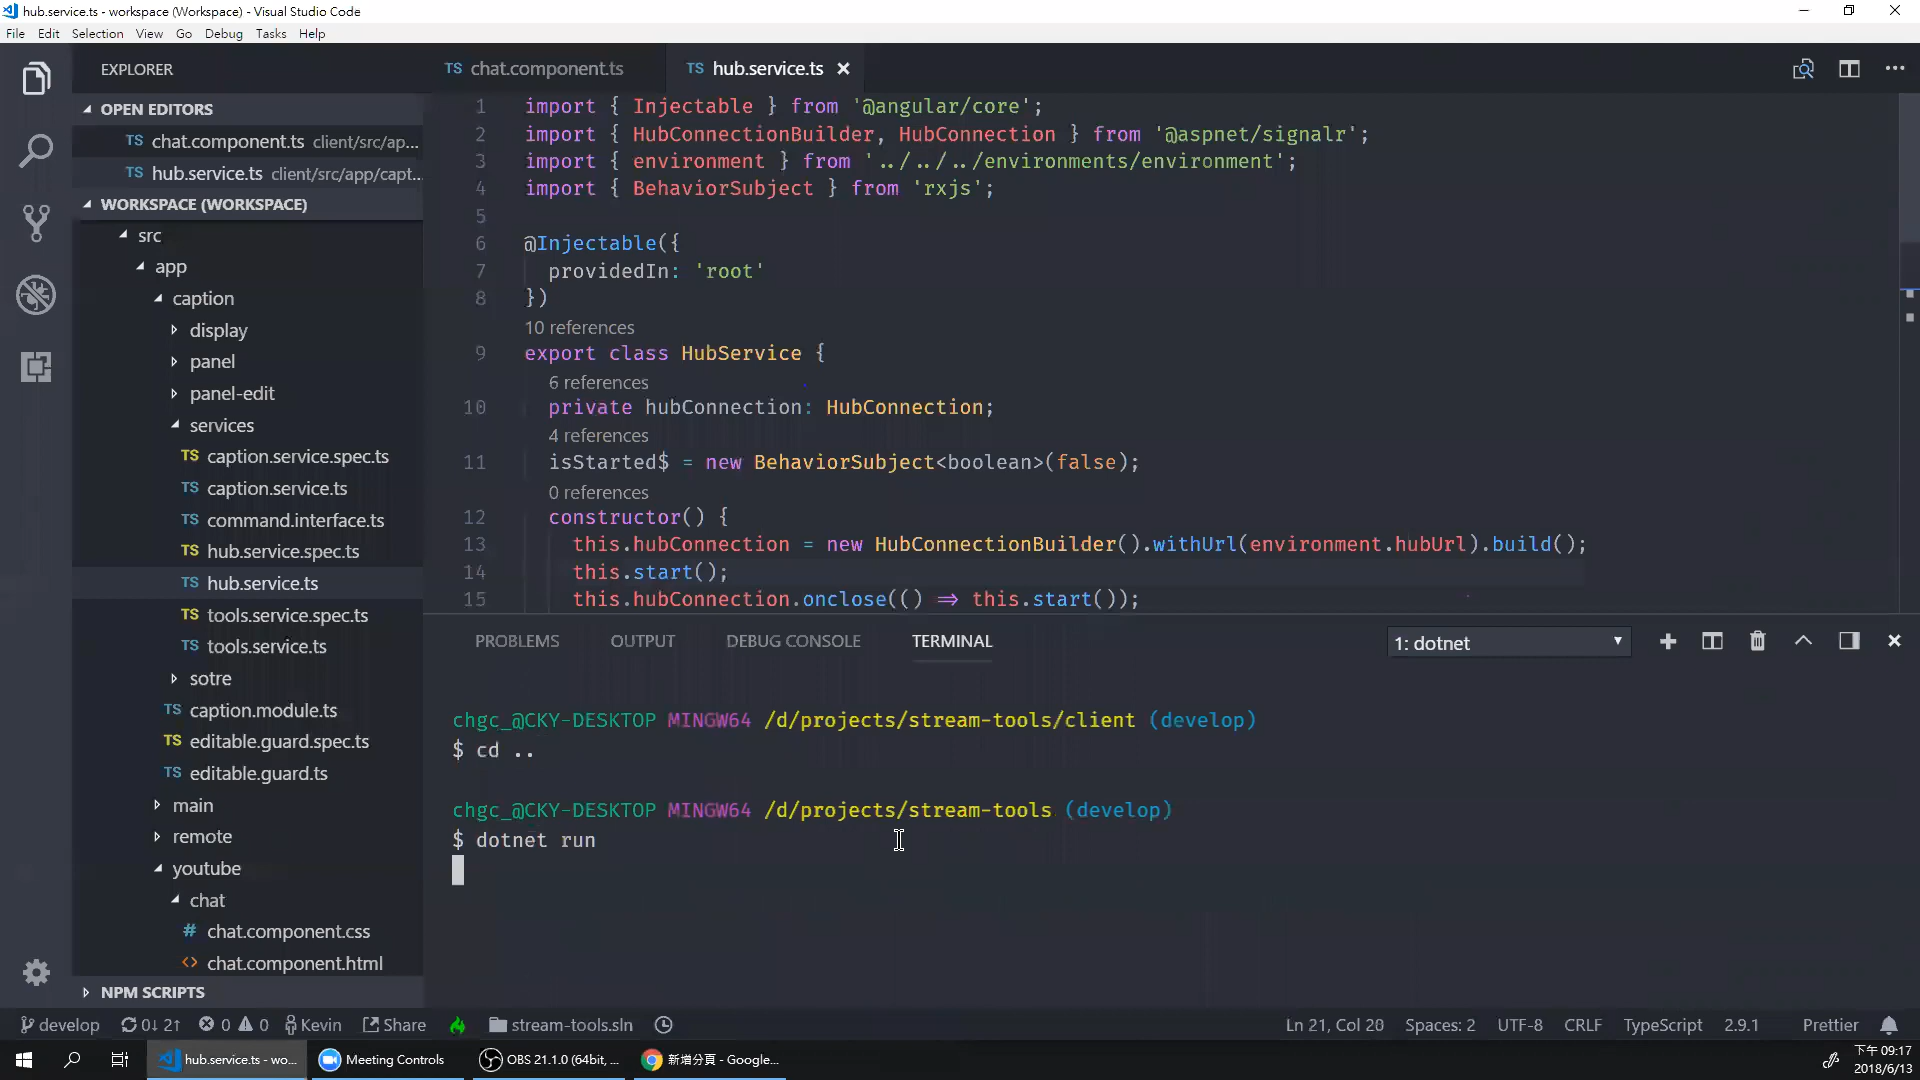 hub.service.ts - workspace (Workspace) - Visual Studio Code
File Edit Selection View Go Debug Tasks Help
EXPLORER
OPEN EDITORS
TS chat.component.ts client/src/ap...
TS hub.service.ts client/src/app/capt...
WORKSPACE (WORKSPACE)
src
app
caption
display
panel
panel-edit
services
TS caption.service.spec.ts
TS caption.service.ts
TS command.interface.ts
TS hub.service.spec.ts
TS hub.service.ts
TS tools.service.spec.ts
TS tools.service.ts
sotre
TS caption.module.ts
TS editable.guard.spec.ts
TS editable.guard.ts
main
remote
youtube
chat
# chat.component.css
<> chat.component.html
NPM SCRIPTS
TS chat.component.ts
TS hub.service.ts
1 import { Injectable } from '@angular/core';
2 import { HubConnectionBuilder, HubConnection } from '@aspnet/signalr';
3 import { environment } from '../../../environments/environment';
4 import { BehaviorSubject } from 'rxjs';
5
6 @Injectable({
7 providedIn: 'root'
8 })
10 references
9 export class HubService {
6 references
10 private hubConnection: HubConnection;
4 references
11 isStarted$ = new BehaviorSubject<boolean>(false);
0 references
12 constructor() {
13 this.hubConnection = new HubConnectionBuilder().withUrl(environment.hubUrl).build();
14 this.start();
15 this.hubConnection.onclose(() => this.start());
PROBLEMS OUTPUT DEBUG CONSOLE TERMINAL 1: dotnet
chgc_@CKY-DESKTOP MINGW64 /d/projects/stream-tools/client (develop)
$ cd ..
chgc_@CKY-DESKTOP MINGW64 /d/projects/stream-tools (develop)
$ dotnet run
develop 0↓ 2↑ 0 0 Kevin Share stream-tools.sln Ln 21, Col 20 Spaces: 2 UTF-8 CRLF TypeScript 2.9.1 Prettier
hub.service.ts - wo... Meeting Controls OBS 21.1.0 (64bit, ... 新增分頁 - Google...
下午 09:17
2018/6/13